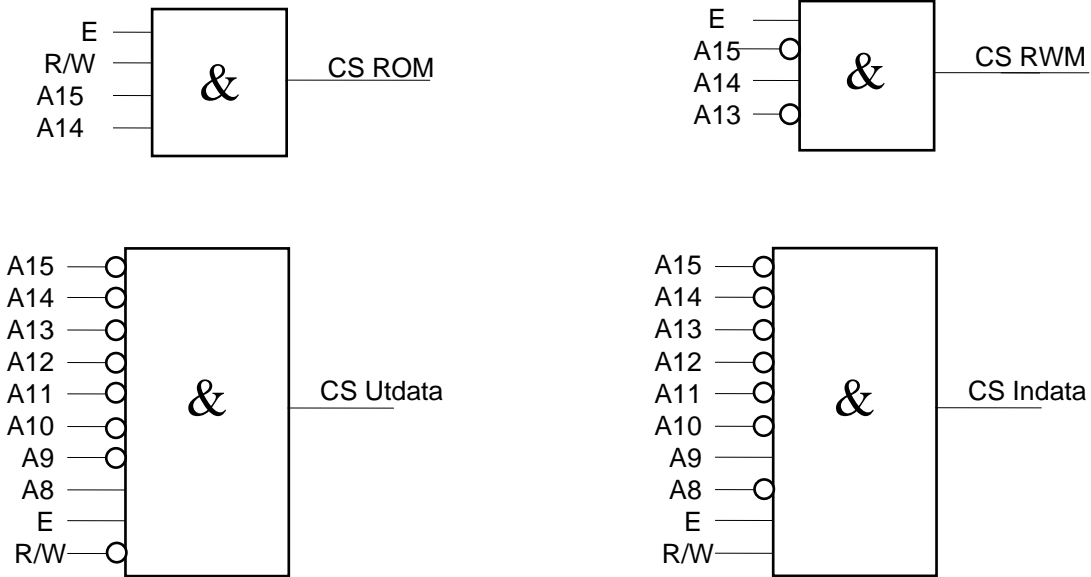 E
R/W
A15
A14
&
CS ROM
E
A15
A14
A13
&
CS RWM
A15
A14
A13
A12
A11
A10
A9
A8
E
R/W
&
CS Utdata
A15
A14
A13
A12
A11
A10
A9
A8
E
R/W
&
CS Indata